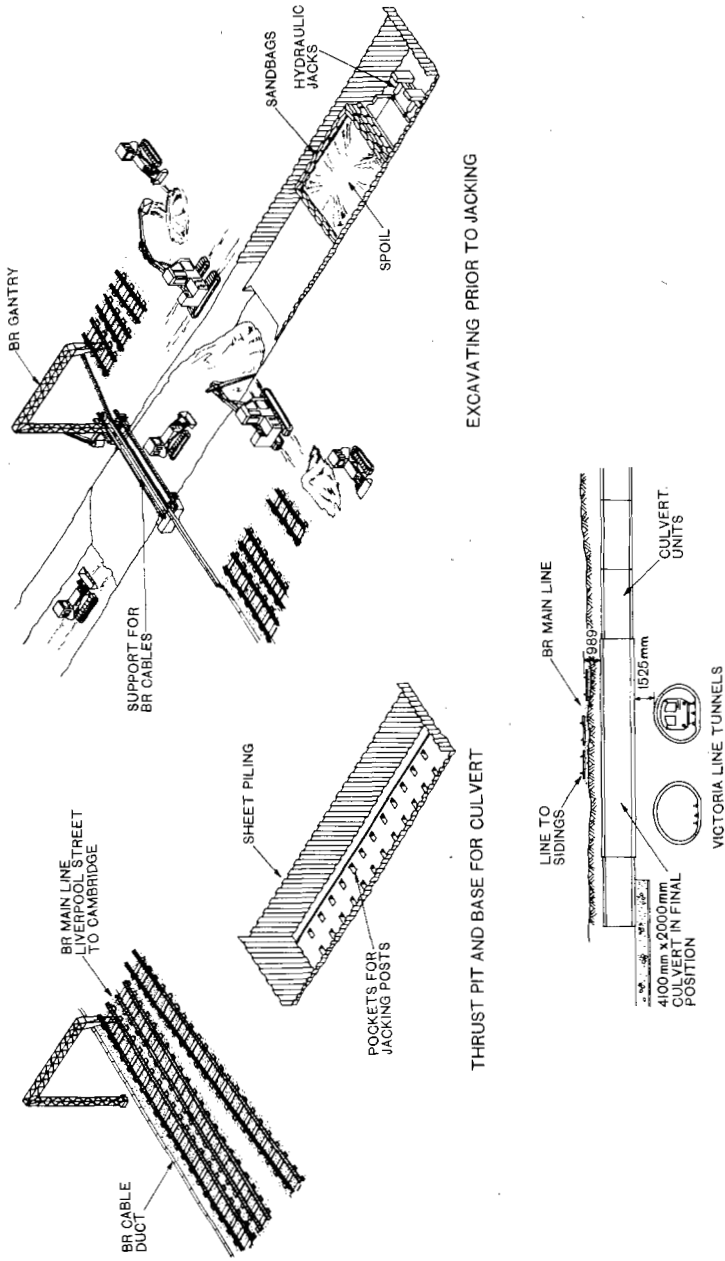 BR MAIN LINE
LIVERPOOL STREET
TO CAMBRIDGE
BR CABLE
DUCT
SHEET PILING
POCKETS FOR
JACKING POSTS
THRUST PIT AND BASE FOR CULVERT
BR GANTRY
SUPPORT FOR
BR CABLES
SANDBAGS
HYDRAULIC
JACKS
SPOIL
EXCAVATING PRIOR TO JACKING
LINE TO
SIDINGS
BR MAIN LINE
989
1525mm
4100mm x 2000mm
CULVERT IN FINAL
POSITION
CULVERT
UNITS
VICTORIA LINE TUNNELS